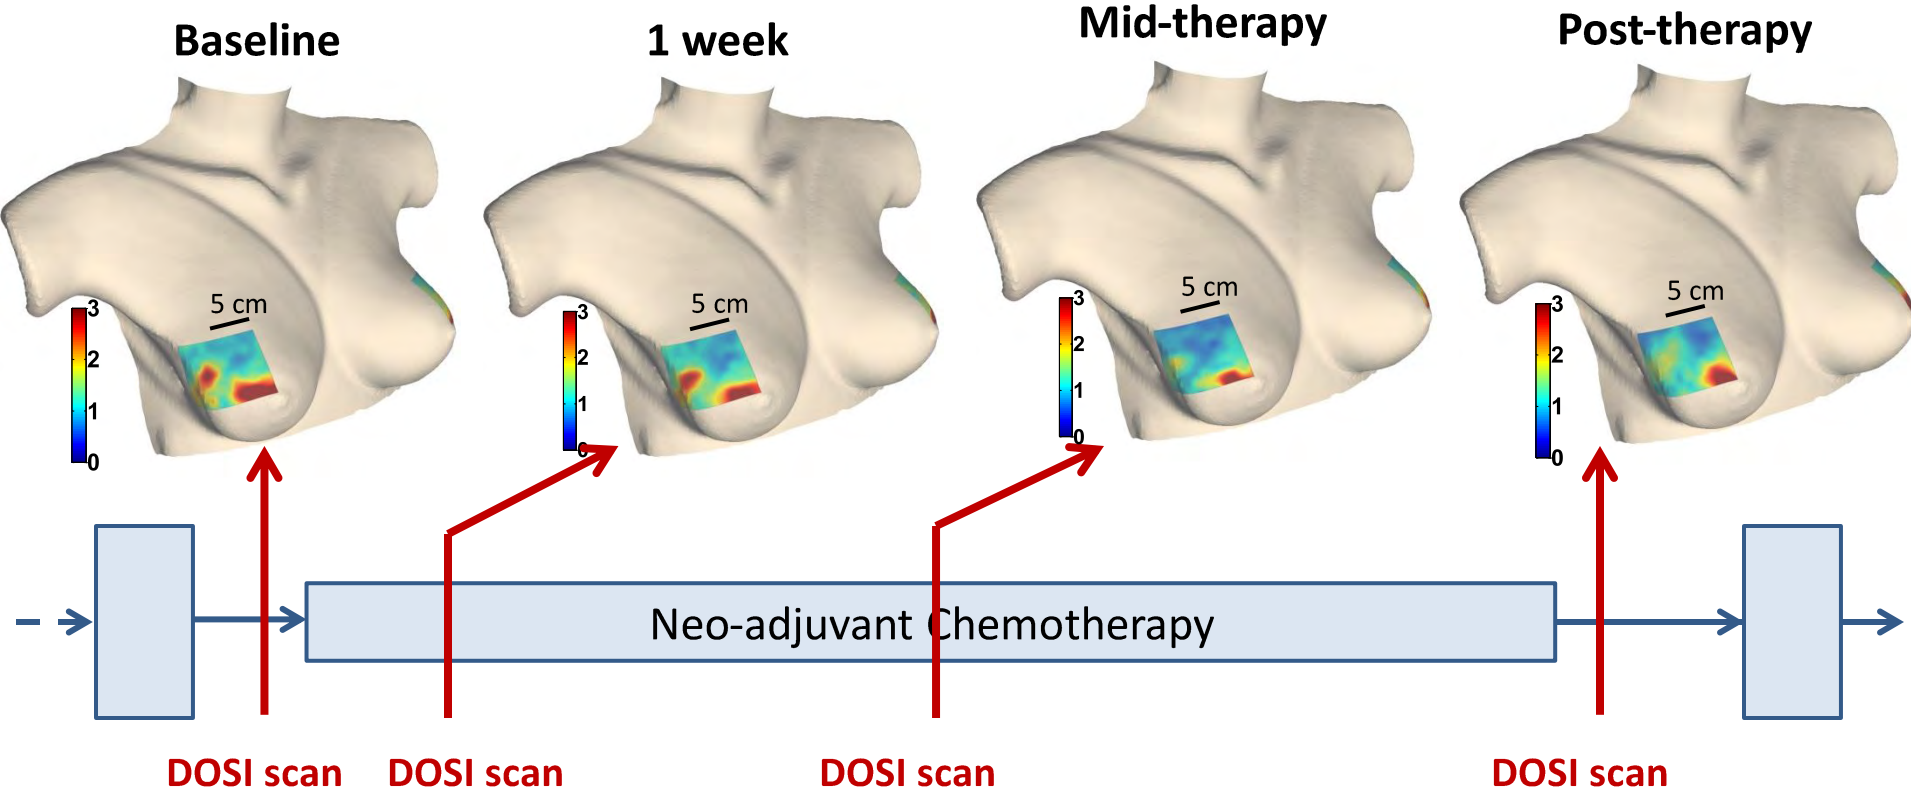 Baseline
1 week
Mid-therapy
Post-therapy
5 cm
3
2
1
0
5 cm
3
2
1
0
5 cm
3
2
1
0
5 cm
3
2
1
0
Neo-adjuvant Chemotherapy
DOSI scan
DOSI scan
DOSI scan
DOSI scan